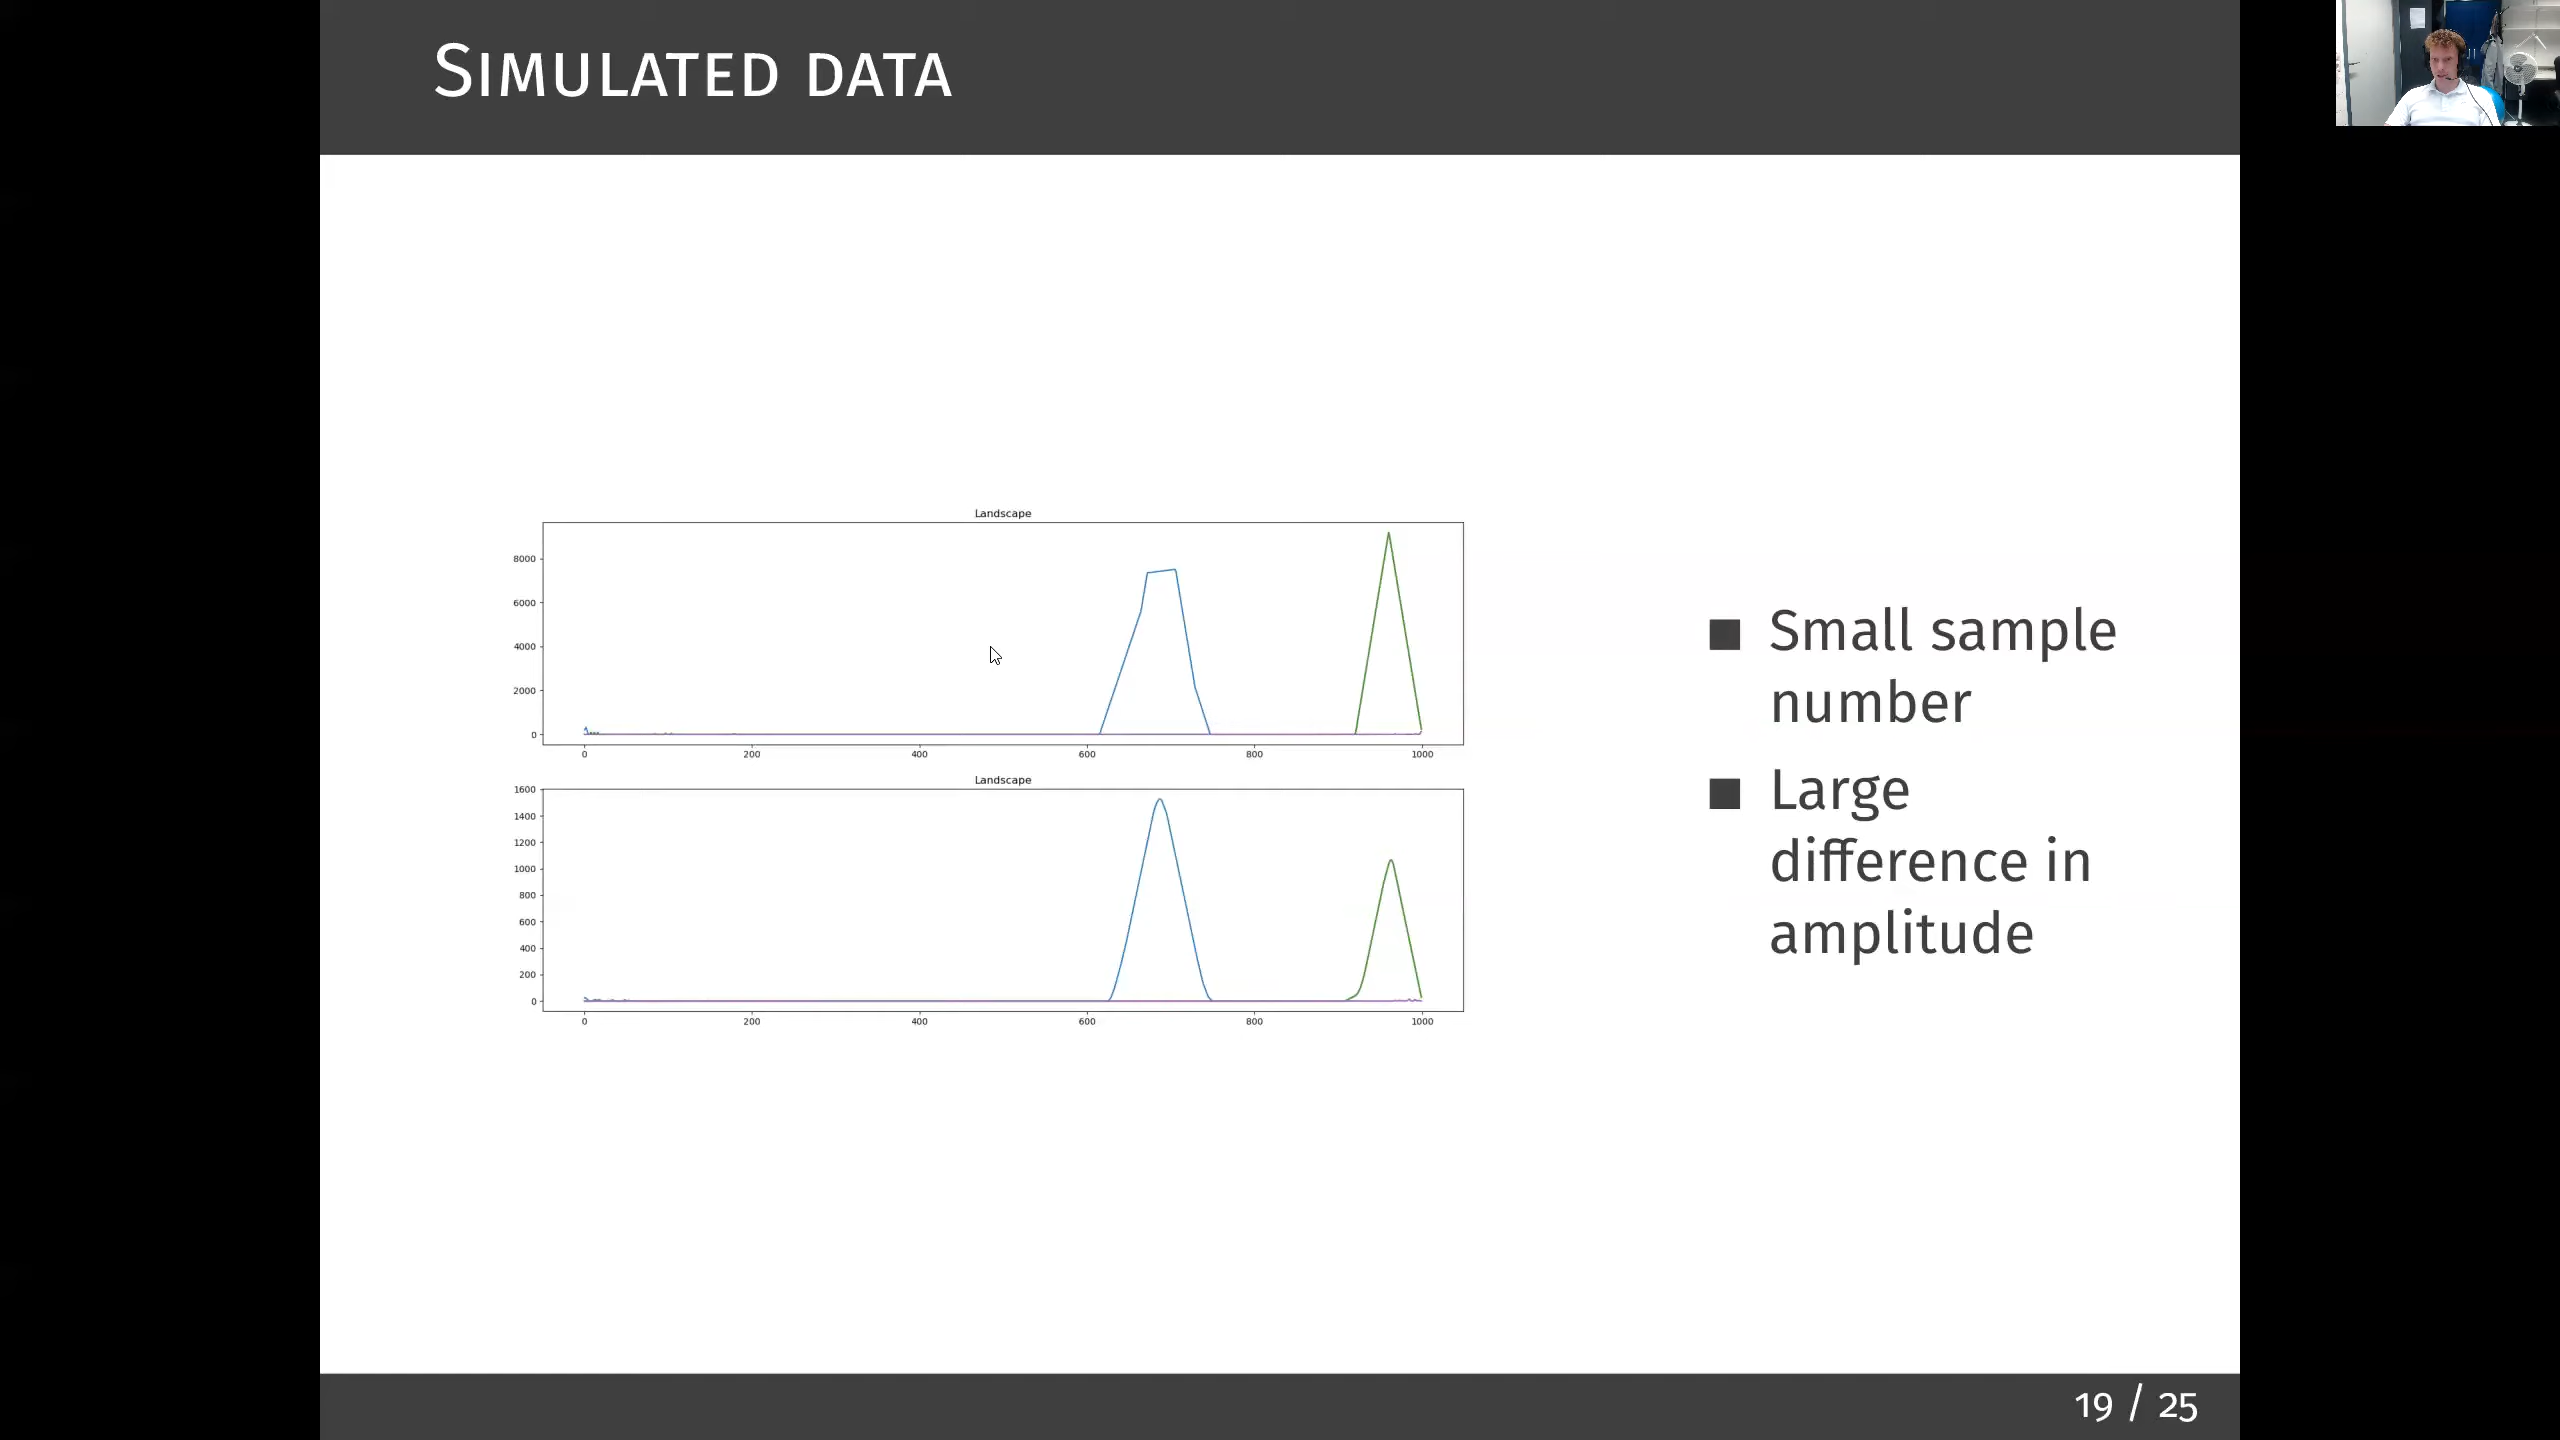 SIMULATED DATA
Landscape
8000
6000
4000
2000
0
0 200 400 600 800 1000
Landscape
1600
1400
1200
1000
800
600
400
200
0
0 200 400 600 800 1000
■ Small sample
number
■ Large
difference in
amplitude
19 / 25